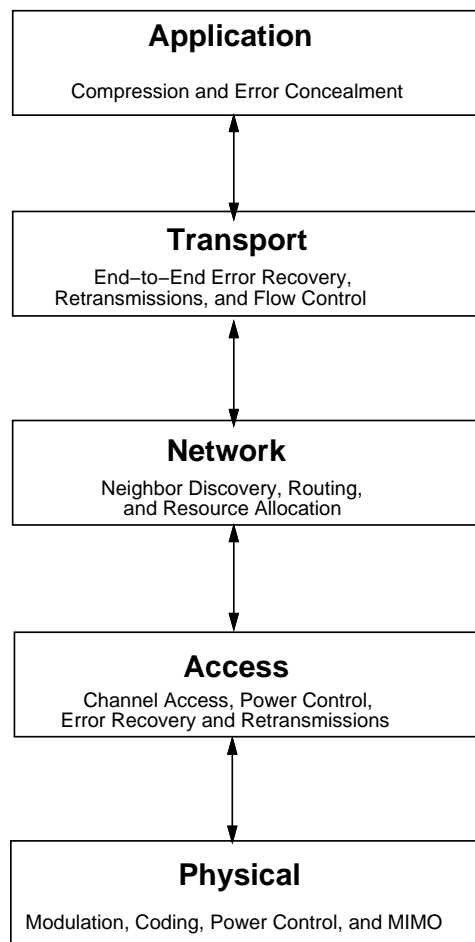 Application
Compression and Error Concealment
Transport
End−to−End Error Recovery,
Retransmissions, and Flow Control
Network
Neighbor Discovery, Routing,
and Resource Allocation
Access
Channel Access, Power Control,
Error Recovery and Retransmissions
Physical
Modulation, Coding, Power Control, and MIMO